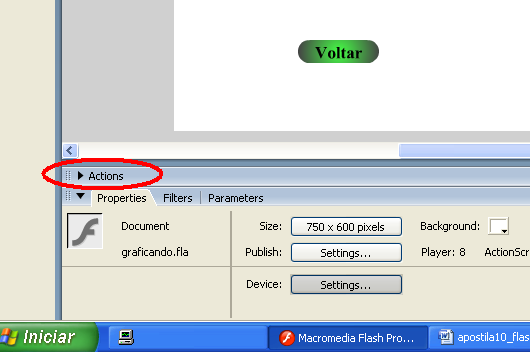 Voltar
Actions
Properties Filters Parameters
Document Size: 750 x 600 pixels Background:
graficando.fla Publish: Settings... Player: 8 ActionScr
Device: Settings...
Iniciar Macromedia Flash Pro... apostila10_flas